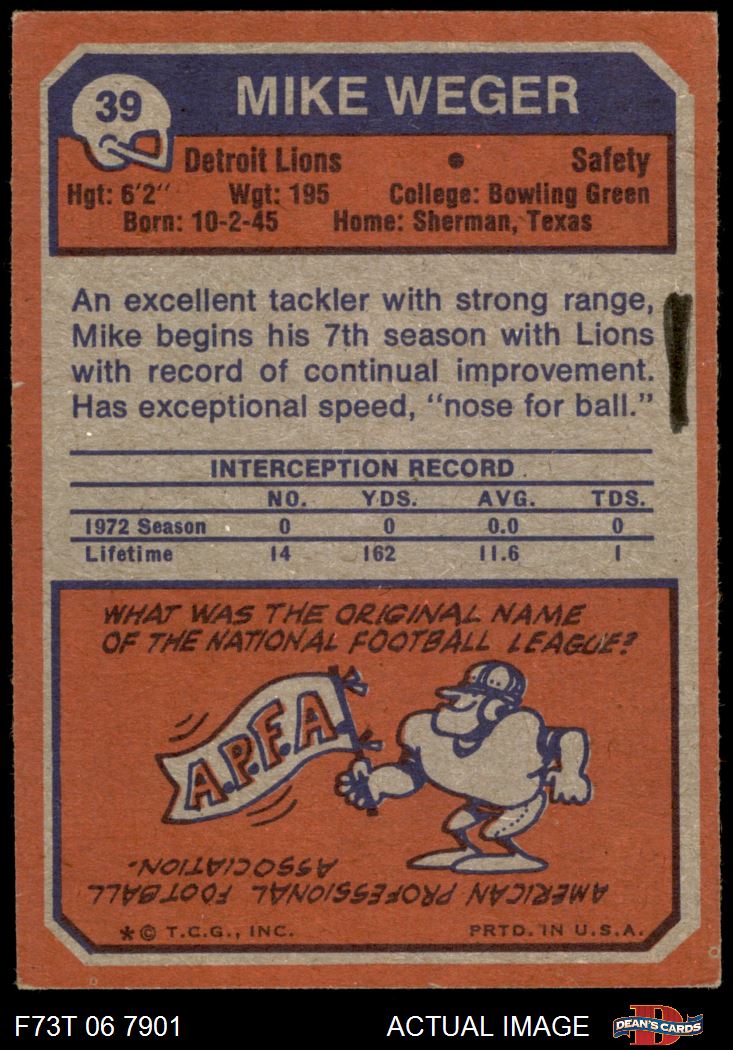 39
MIKE WEGER
Detroit Lions • Safety
Hgt: 6'2" Wgt: 195 College: Bowling Green
Born: 10-2-45 Home: Sherman, Texas
An excellent tackler with strong range,
Mike begins his 7th season with Lions
with record of continual improvement.
Has exceptional speed, "nose for ball."
INTERCEPTION RECORD
NO. YDS. AVG. TDS.
1972 Season 0 0 0.0 0
Lifetime 14 162 11.6 1
WHAT WAS THE ORIGINAL NAME
OF THE NATIONAL FOOTBALL LEAGUE?
A.P.F.A.
AMERICAN PROFESSIONAL FOOTBALL
ASSOCIATION.
*© T.C.G., INC. PRTD. IN U.S.A.
F73T 06 7901 ACTUAL IMAGE D DEAN'S CARDS